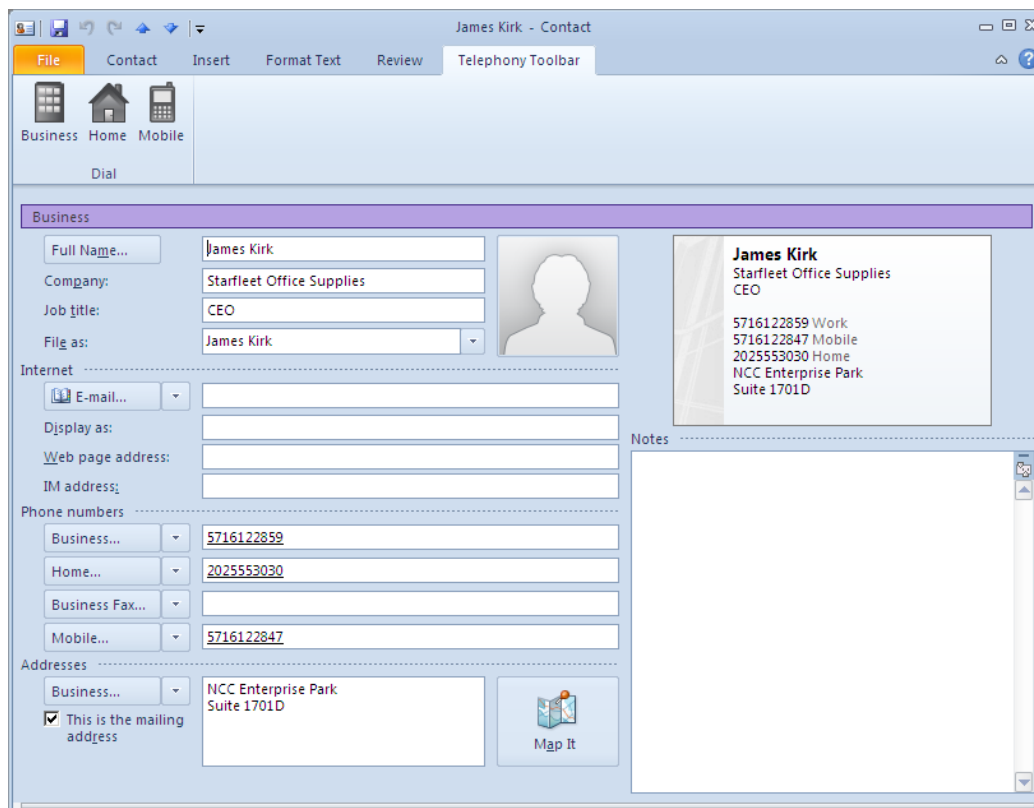 James Kirk - Contact
File Contact Insert Format Text Review Telephony Toolbar
Business Home Mobile
Dial
Business
Full Name... James Kirk
Company: Starfleet Office Supplies
Job title: CEO
File as: James Kirk
James Kirk
Starfleet Office Supplies
CEO
5716122859 Work
5716122847 Mobile
2025553030 Home
NCC Enterprise Park
Suite 1701D
Internet
E-mail...
Display as:
Web page address:
IM address:
Notes
Phone numbers
Business... 5716122859
Home... 2025553030
Business Fax...
Mobile... 5716122847
Addresses
Business... NCC Enterprise Park
Suite 1701D
This is the mailing
address
Map It